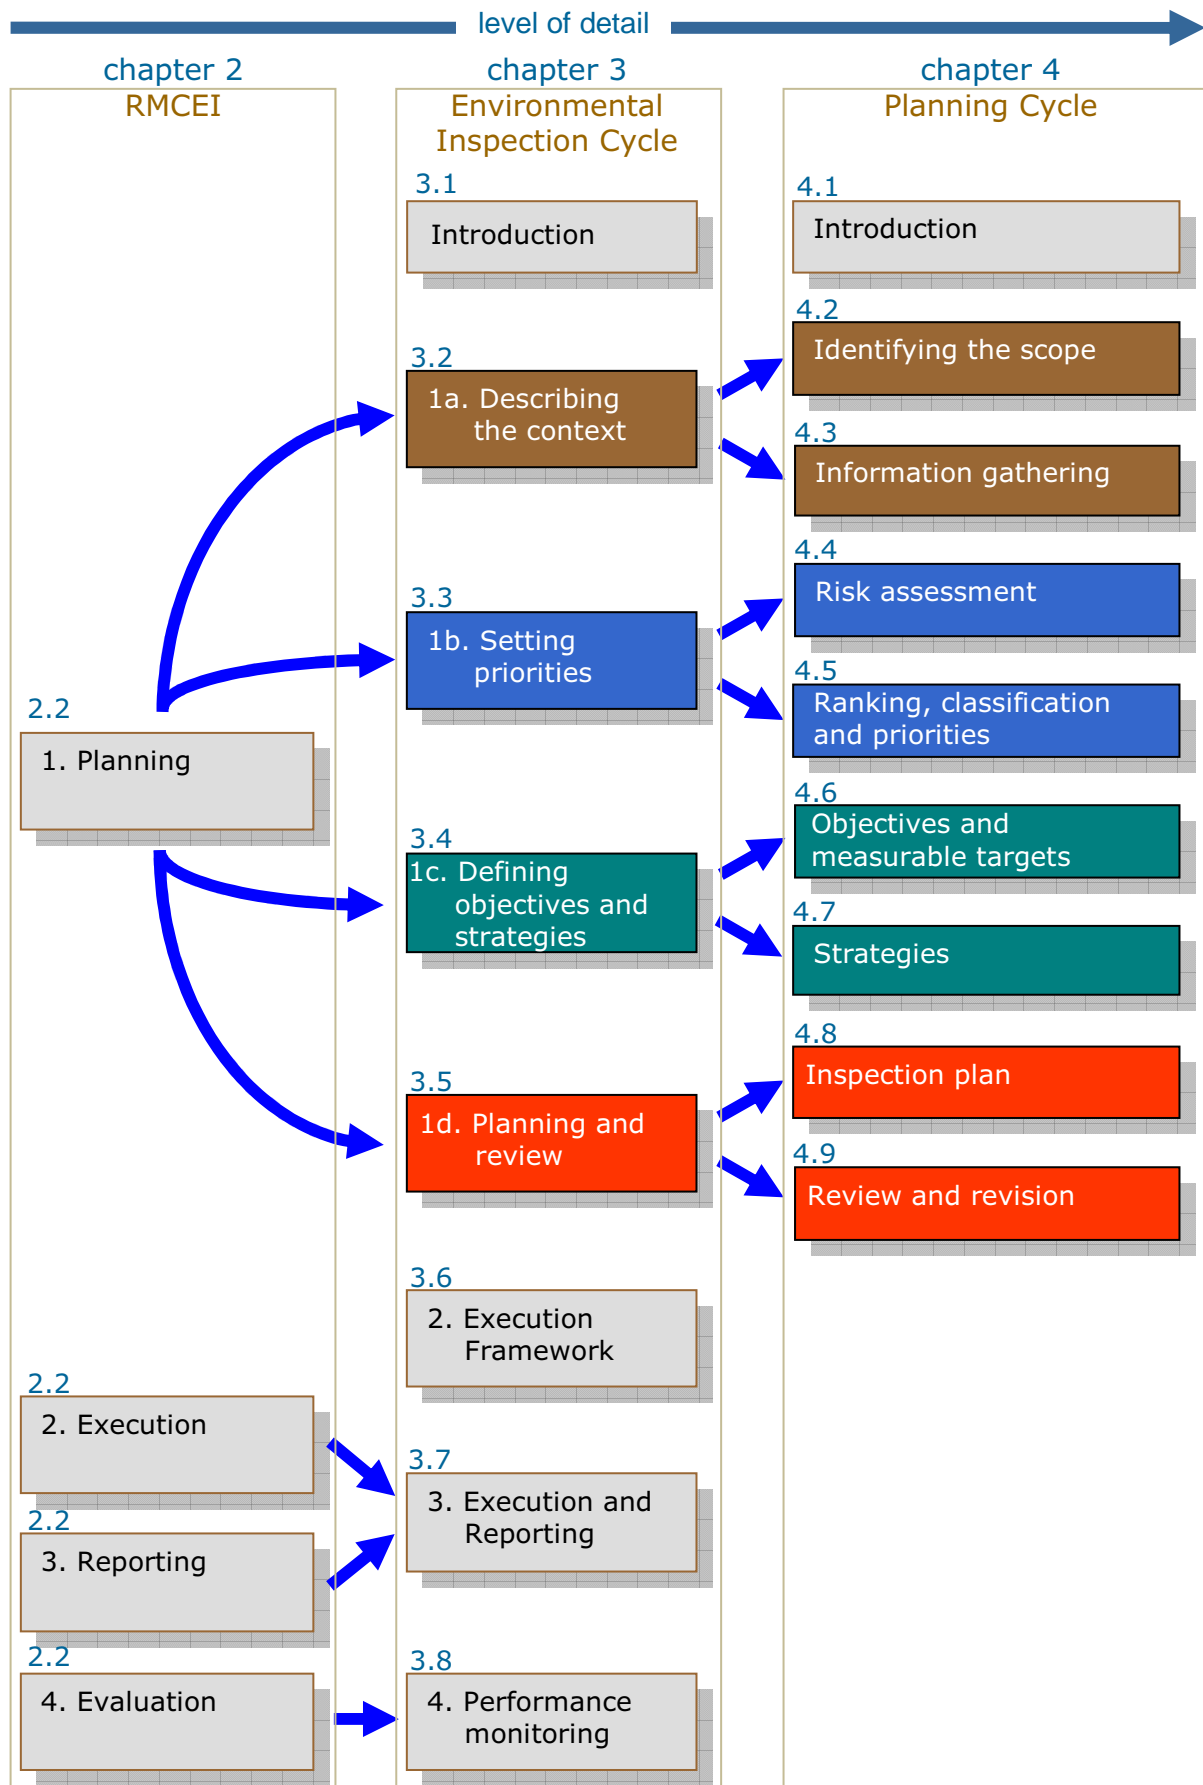 level of detail
chapter 2
RMCEI
2.2
1. Planning
2.2
2. Execution
2.2
3. Reporting
2.2
4. Evaluation
chapter 3
Environmental
Inspection Cycle
3.1
Introduction
3.2
1a. Describing
the context
3.3
1b. Setting
priorities
3.4
1c. Defining
objectives and
strategies
3.5
1d. Planning and
review
3.6
2. Execution
Framework
3.7
3. Execution and
Reporting
3.8
4. Performance
monitoring
chapter 4
Planning Cycle
4.1
Introduction
4.2
Identifying the scope
4.3
Information gathering
4.4
Risk assessment
4.5
Ranking, classification
and priorities
4.6
Objectives and
measurable targets
4.7
Strategies
4.8
Inspection plan
4.9
Review and revision